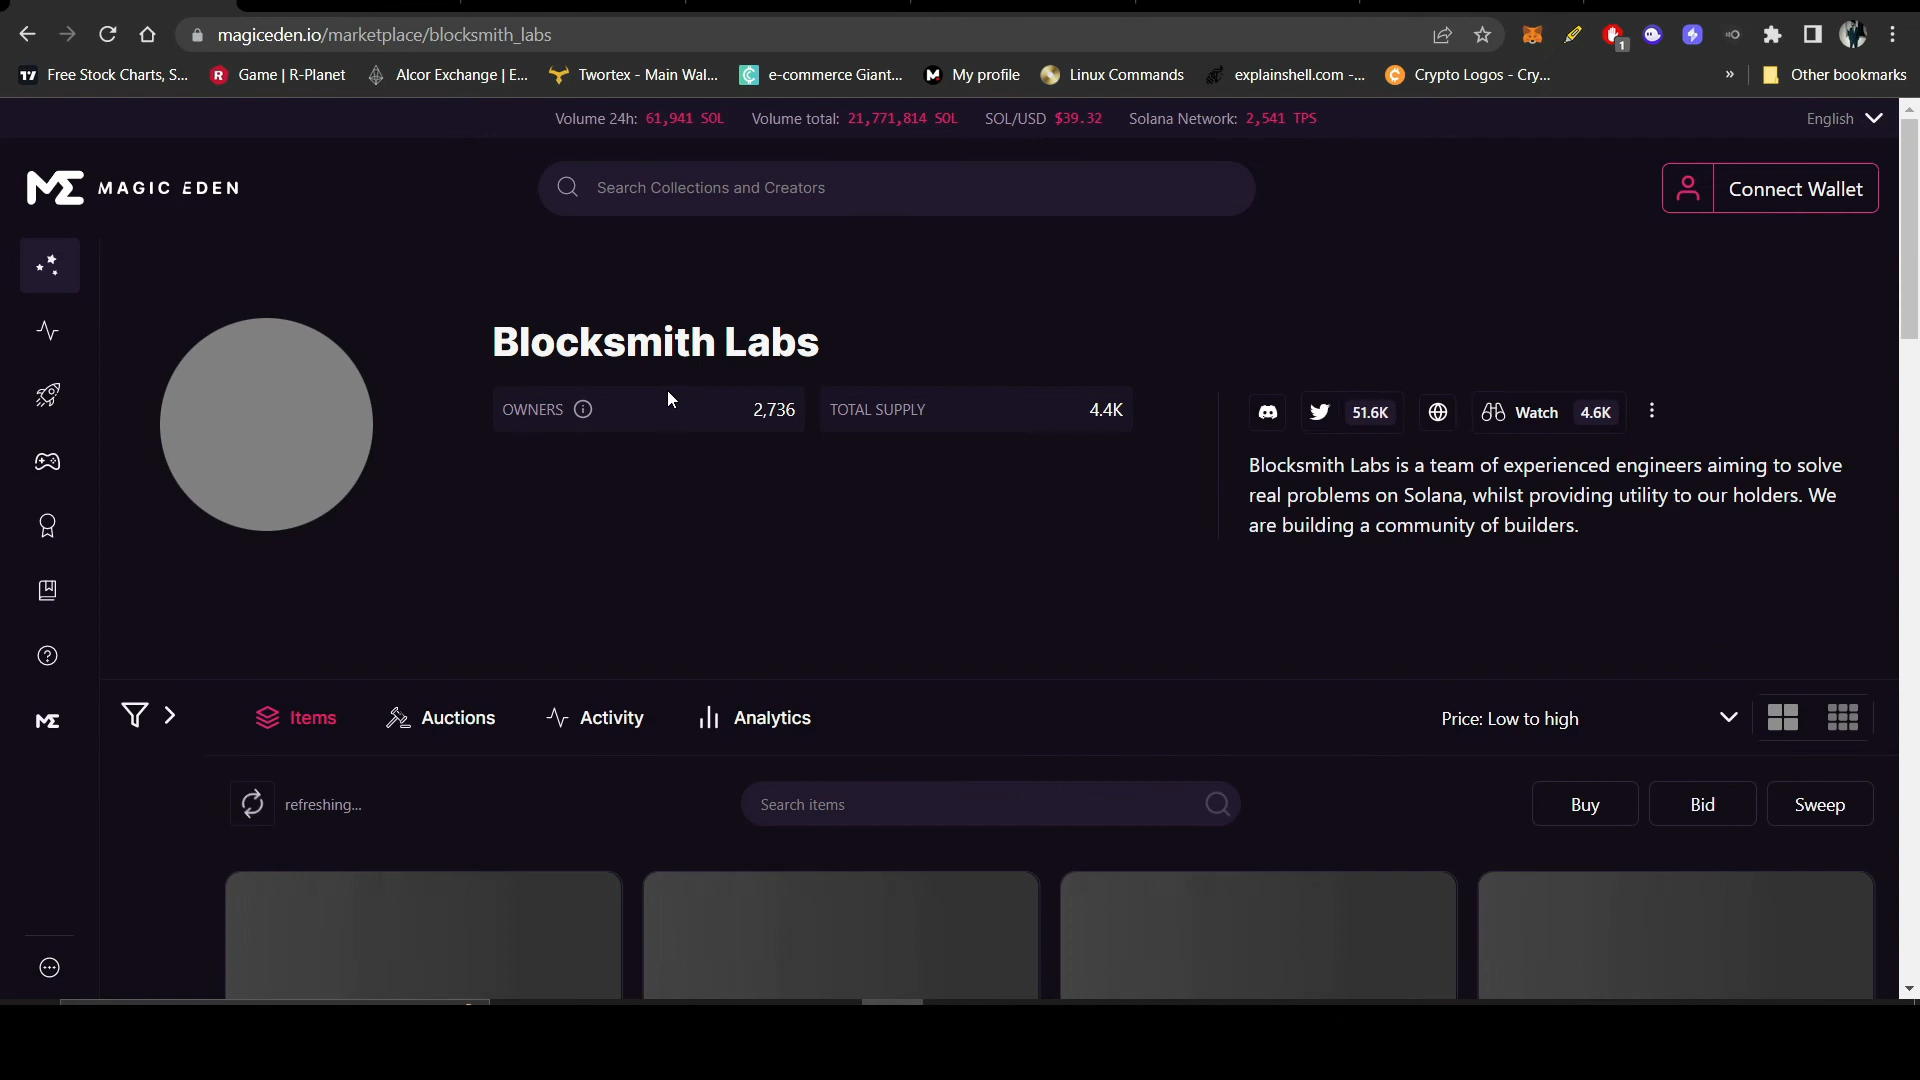 magiceden.io/marketplace/blocksmith_labs
1
Free Stock Charts, S... Game | R-Planet Alcor Exchange | E... Twortex - Main Wal... e-commerce Giant... My profile Linux Commands explainshell.com -... Crypto Logos - Cry... » Other bookmarks
Volume 24h: 61,941 SOL Volume total: 21,771,814 SOL SOL/USD $39.32 Solana Network: 2,541 TPS English
ME MAGIC EDEN Search Collections and Creators Connect Wallet
Blocksmith Labs
OWNERS 2,736 TOTAL SUPPLY 4.4K 51.6K Watch 4.6K
Blocksmith Labs is a team of experienced engineers aiming to solve
real problems on Solana, whilst providing utility to our holders. We
are building a community of builders.
ME Items Auctions Activity Analytics Price: Low to high
refreshing... Search items Buy Bid Sweep